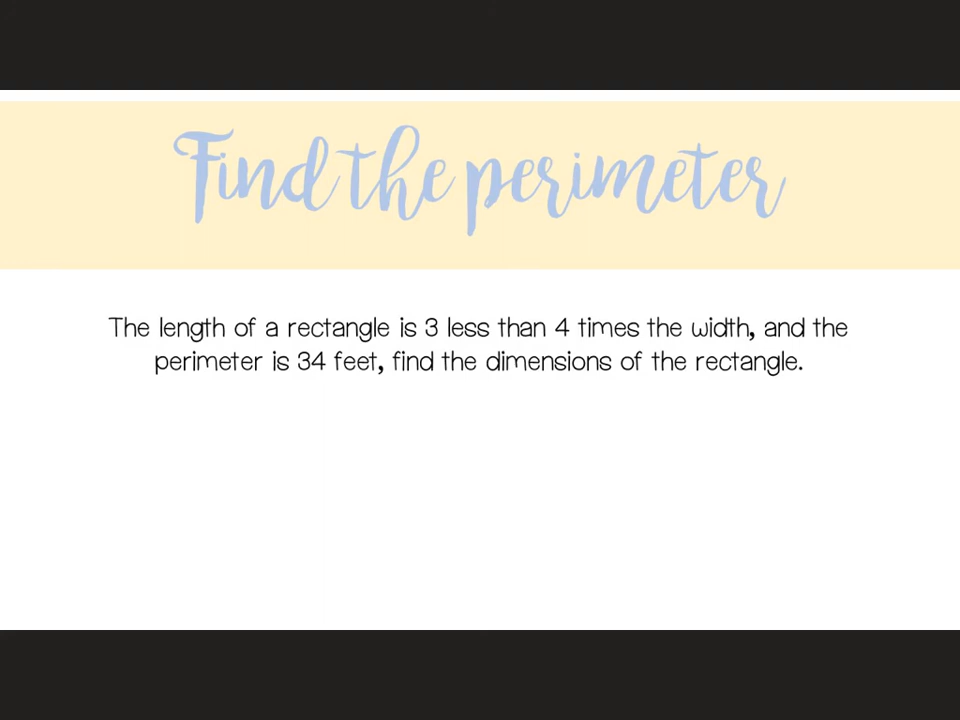 Find the perimeter
The length of a rectangle is 3 less than 4 times the width, and the
perimeter is 34 feet, find the dimensions of the rectangle.